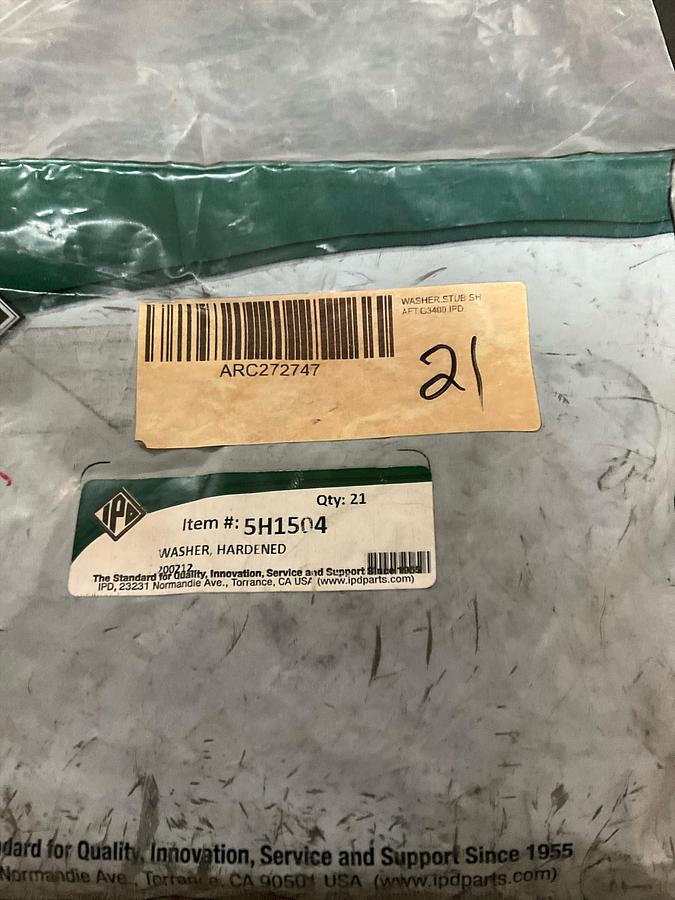 WASHER,STUB SH
AFT G3400 IPD
ARC272747
21
IPD
Qty: 21
Item #: 5H1504
WASHER, HARDENED
200212
The Standard for Quality, Innovation, Service and Support Since 1955
IPD, 23231 Normandie Ave., Torrance, CA USA (www.ipdparts.com)
dard for Quality, Innovation, Service and Support Since 1955
Normandie Ave., Torrance, CA 90501 USA (www.ipdparts.com)